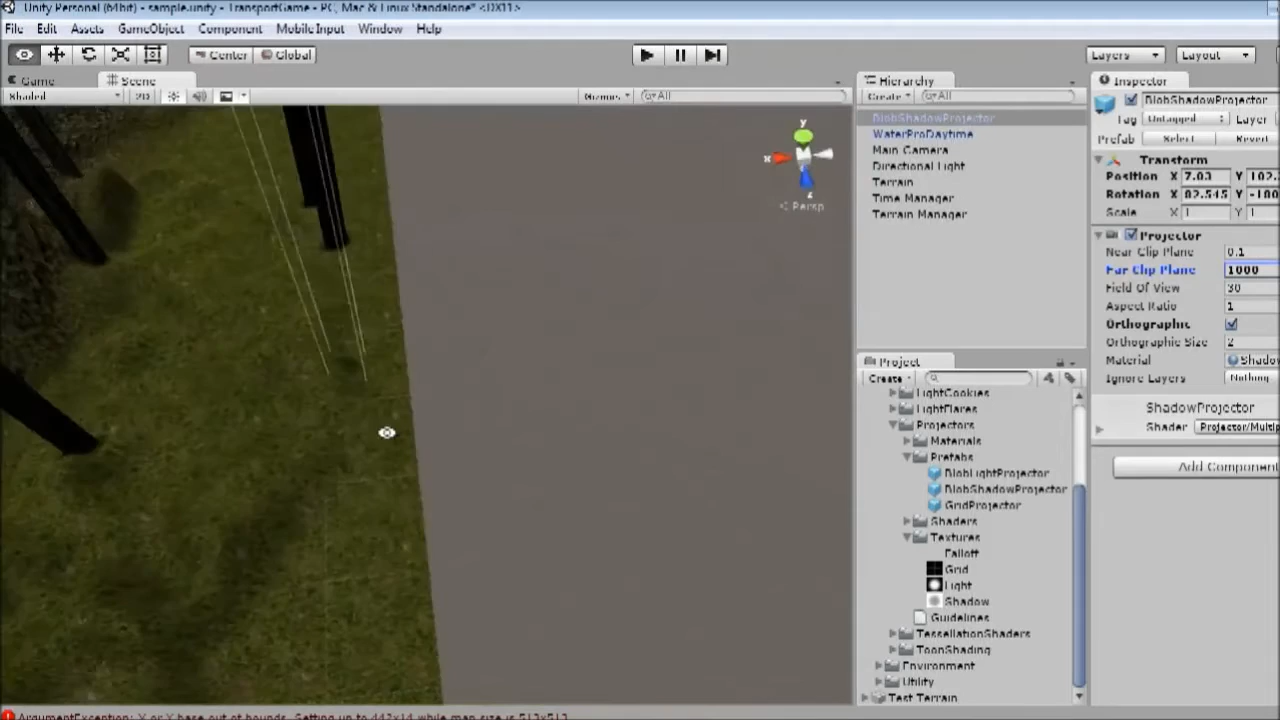 Unity Personal (64bit) - sample.unity - TransportGame - PC, Mac & Linux Standalone* <DX11>
File Edit Assets GameObject Component Mobile Input Window Help
Center Global Layers Layout
Game Scene
Shaded 2D Gizmos All
y
x
z
Persp
Hierarchy
Create All
BlobShadowProjector
WaterProDaytime
Main Camera
Directional Light
Terrain
Time Manager
Terrain Manager
Project
Create
LightCookies
LightFlares
Projectors
Materials
Prefabs
BlobLightProjector
BlobShadowProjector
GridProjector
Shaders
Textures
Falloff
Grid
Light
Shadow
Guidelines
TessellationShaders
ToonShading
Environment
Utility
Test Terrain
Inspector
BlobShadowProjector
Tag Untagged Layer
Prefab Select Revert
Transform
Position X 7.03 Y 102.
Rotation X 82.545 Y -180
Scale X 1 Y 1
Projector
Near Clip Plane 0.1
Far Clip Plane 1000
Field Of View 30
Aspect Ratio 1
Orthographic
Orthographic Size 2
Material Shadow
Ignore Layers Nothing
ShadowProjector
Shader Projector/Multip
Add Component
ArgumentException: X or Y base out of bounds. Setting up to 442x14 while map size is 513x513